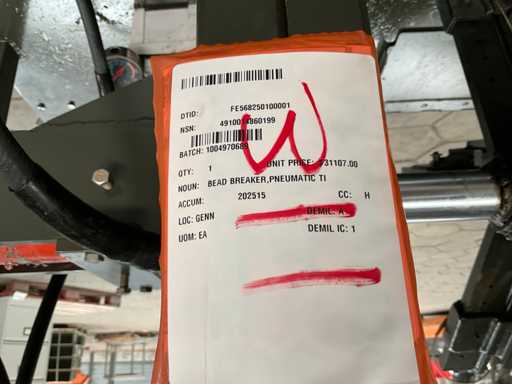 DTID: FE568250100001
NSN: 4910014860199
BATCH: 1004970689
QTY: 1 UNIT PRICE: 31107.00
NOUN: BEAD BREAKER,PNEUMATIC TI
ACCUM: 202515 CC: H
LOC: GENN DEMIL: A
UOM: EA DEMIL IC: 1
W